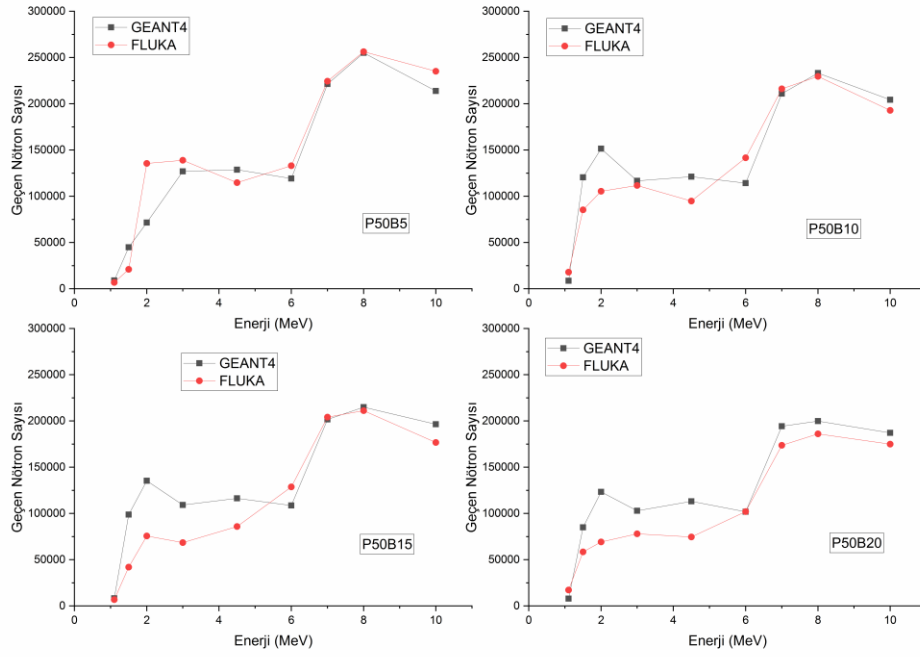 300000
250000
200000
150000
100000
50000
0
Geçen Nötron Sayısı
GEANT4
FLUKA
P50B5
0 2 4 6 8 10
Enerji (MeV)
300000
250000
200000
150000
100000
50000
0
Geçen Nötron Sayısı
GEANT4
FLUKA
P50B10
0 2 4 6 8 10
Enerji (MeV)
300000
250000
200000
150000
100000
50000
0
Geçen Nötron Sayısı
GEANT4
FLUKA
P50B15
0 2 4 6 8 10
Enerji (MeV)
300000
250000
200000
150000
100000
50000
0
Geçen Nötron Sayısı
GEANT4
FLUKA
P50B20
0 2 4 6 8 10
Enerji (MeV)